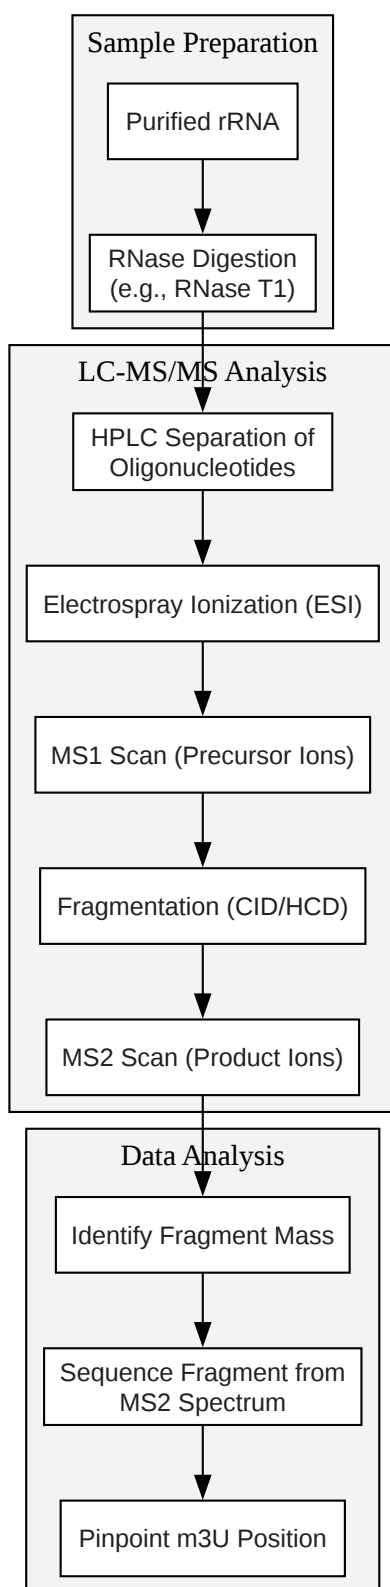 Sample Preparation
Purified rRNA
RNase Digestion
(e.g., RNase T1)
LC-MS/MS Analysis
HPLC Separation of
Oligonucleotides
Electrospray Ionization (ESI)
MS1 Scan (Precursor Ions)
Fragmentation (CID/HCD)
MS2 Scan (Product Ions)
Data Analysis
Identify Fragment Mass
Sequence Fragment from
MS2 Spectrum
Pinpoint m3U Position